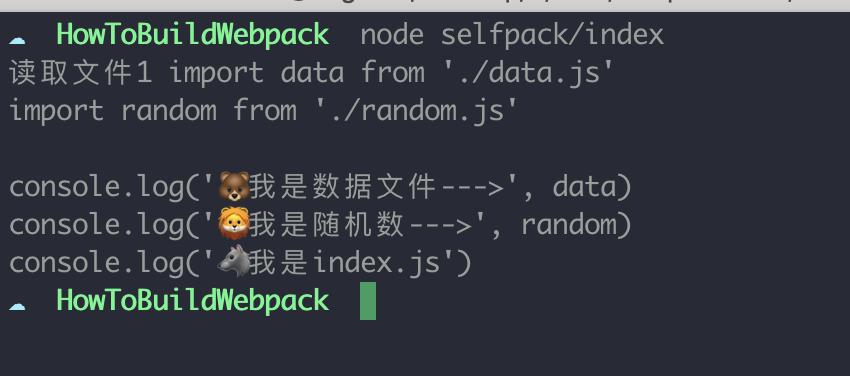 ☁ HowToBuildWebpack node selfpack/index
读取文件1 import data from './data.js'
import random from './random.js'
console.log('🐻我是数据文件--->', data)
console.log('🦁我是随机数--->', random)
console.log('🐺我是index.js')
☁ HowToBuildWebpack